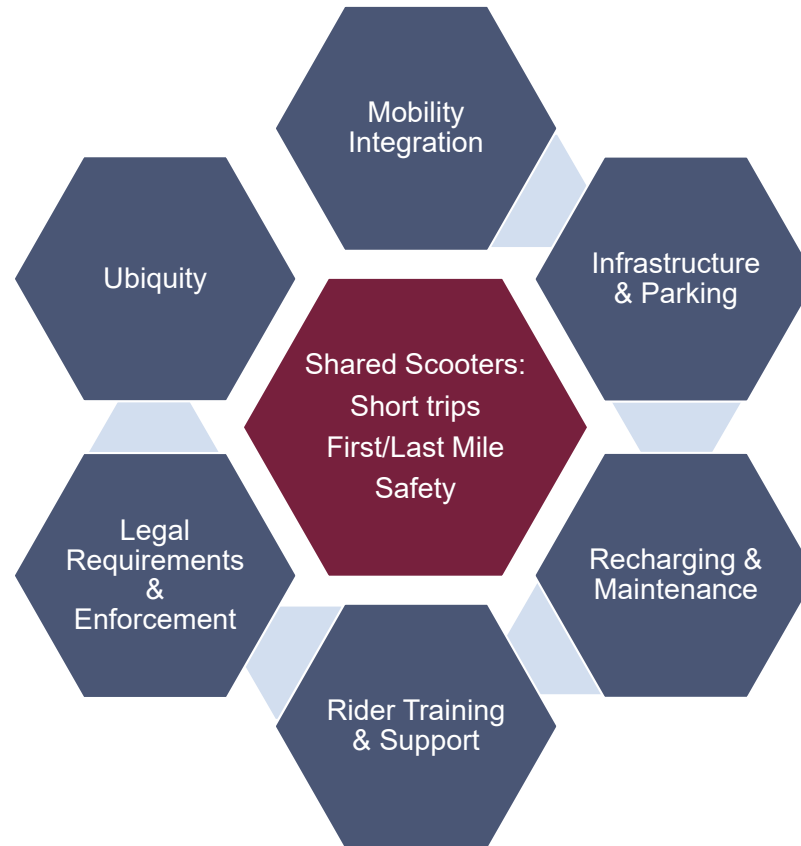 Mobility
Integration
Infrastructure
& Parking
Ubiquity
Shared Scooters:
Short trips
First/Last Mile
Safety
Legal
Requirements
&
Enforcement
Recharging &
Maintenance
Rider Training
& Support